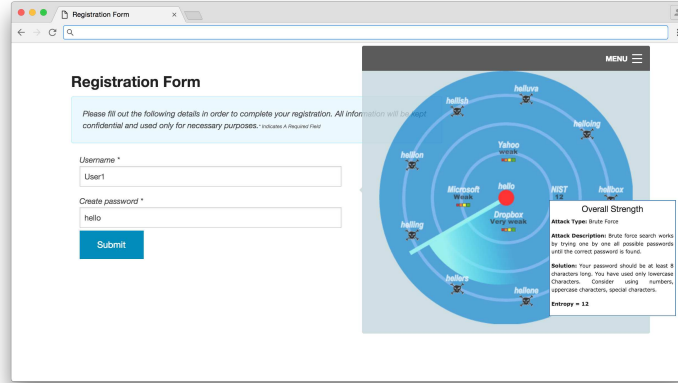 Registration Form
MENU
Registration Form
Please fill out the following details in order to complete your registration. All information will be kept
confidential and used only for necessary purposes. * Indicates A Required Field
Username *
User1
Create password *
hello
Submit
helluva
hellish
helloing
Yahoo
weak
hellion
Microsoft
Weak
hello
NIST
12
hellbox
Dropbox
Very weak
helling
hellers
hellene
Overall Strength
Attack Type: Brute Force
Attack Description: Brute force search works
by trying one by one all possible passwords
until the correct password is found.
Solution: Your password should be at least 8
characters long. You have used only lowercase
Characters. Consider using numbers,
uppercase characters, special characters.
Entropy = 12